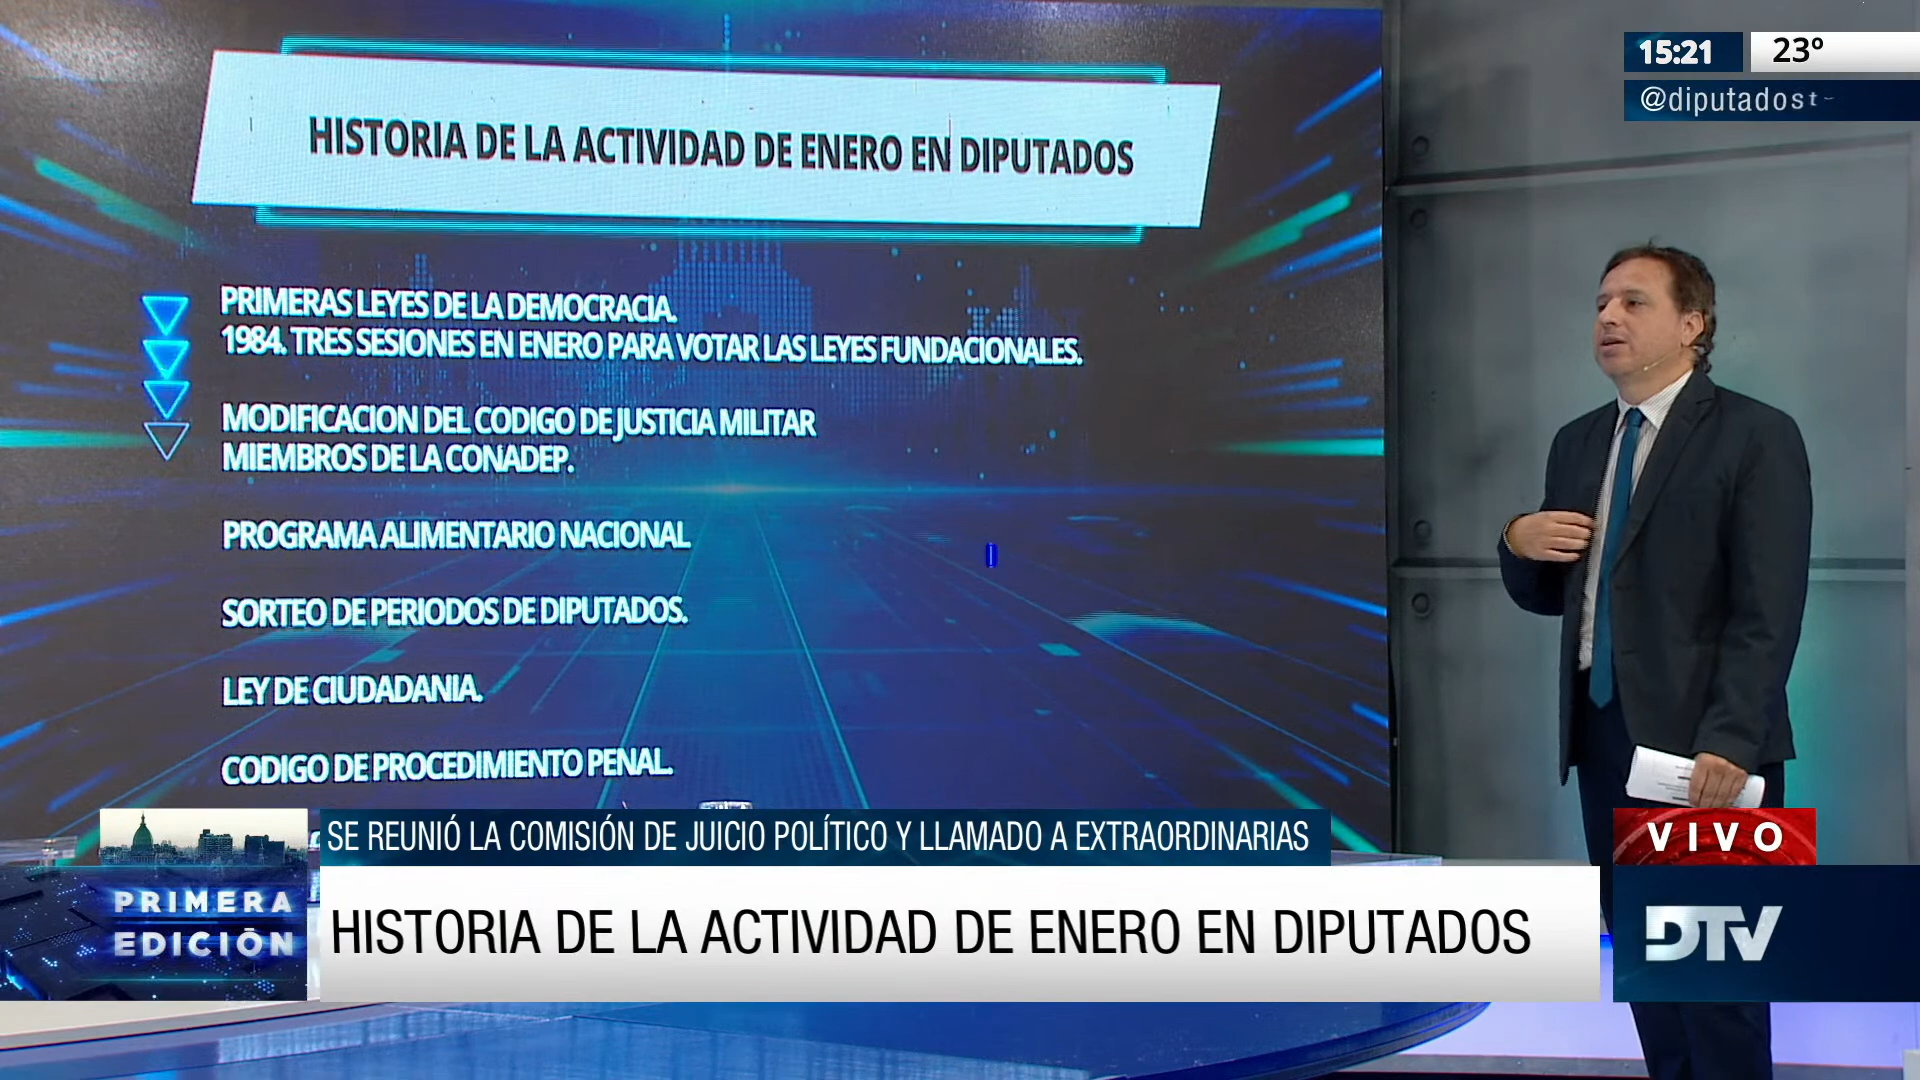 15:21
23º
@diputadost
HISTORIA DE LA ACTIVIDAD DE ENERO EN DIPUTADOS
PRIMERAS LEYES DE LA DEMOCRACIA.
1984. TRES SESIONES EN ENERO PARA VOTAR LAS LEYES FUNDACIONALES.
MODIFICACION DEL CODIGO DE JUSTICIA MILITAR
MIEMBROS DE LA CONADEP.
PROGRAMA ALIMENTARIO NACIONAL
SORTEO DE PERIODOS DE DIPUTADOS.
LEY DE CIUDADANIA.
CODIGO DE PROCEDIMIENTO PENAL.
SE REUNIÓ LA COMISIÓN DE JUICIO POLÍTICO Y LLAMADO A EXTRAORDINARIAS
VIVO
PRIMERA
EDICIÓN
HISTORIA DE LA ACTIVIDAD DE ENERO EN DIPUTADOS
DTV